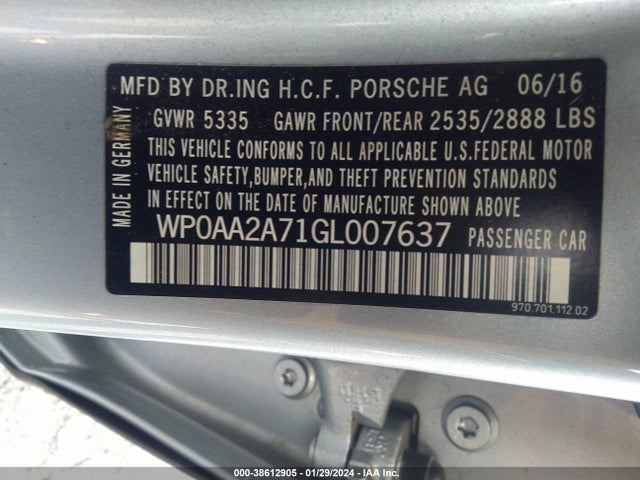 MFD BY DR.ING H.C.F. PORSCHE AG 06/16
GVWR 5335 GAWR FRONT/REAR 2535/2888 LBS
THIS VEHICLE CONFORMS TO ALL APPLICABLE U.S.FEDERAL MOTOR
VEHICLE SAFETY,BUMPER,AND THEFT PREVENTION STANDARDS
IN EFFECT ON THE DATE OF MANUFACTURE SHOWN ABOVE.
MADE IN GERMANY
WP0AA2A71GL007637 PASSENGER CAR
970.701.112.02
000-38612905 - 01/29/2024 - IAA Inc.